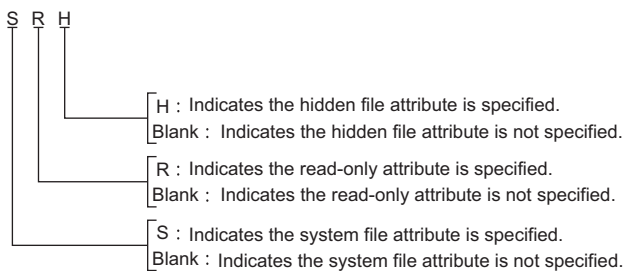 S R H
H : Indicates the hidden file attribute is specified.
Blank : Indicates the hidden file attribute is not specified.
R : Indicates the read-only attribute is specified.
Blank : Indicates the read-only attribute is not specified.
S : Indicates the system file attribute is specified.
Blank : Indicates the system file attribute is not specified.